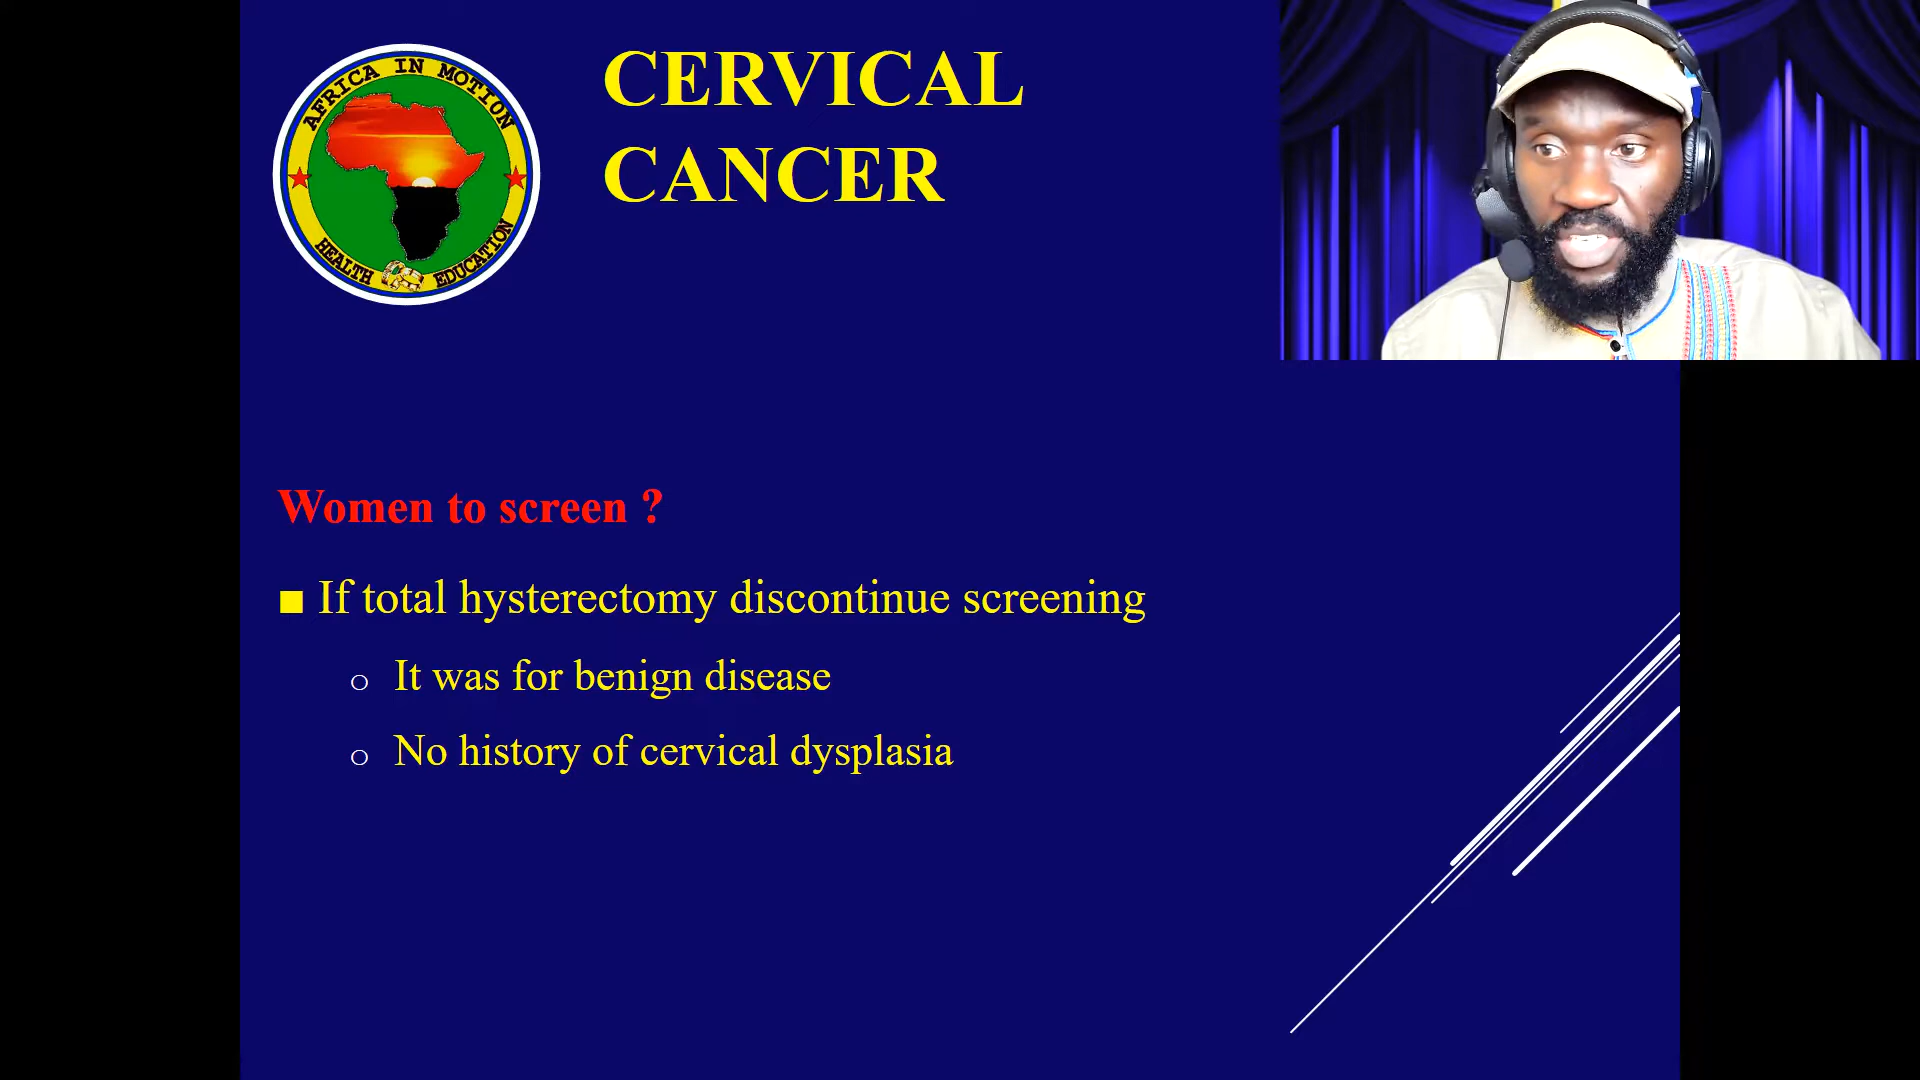 AFRICA IN MOTION
HEALTH EDUCATION
CERVICAL
CANCER
Women to screen ?
If total hysterectomy discontinue screening
It was for benign disease
No history of cervical dysplasia